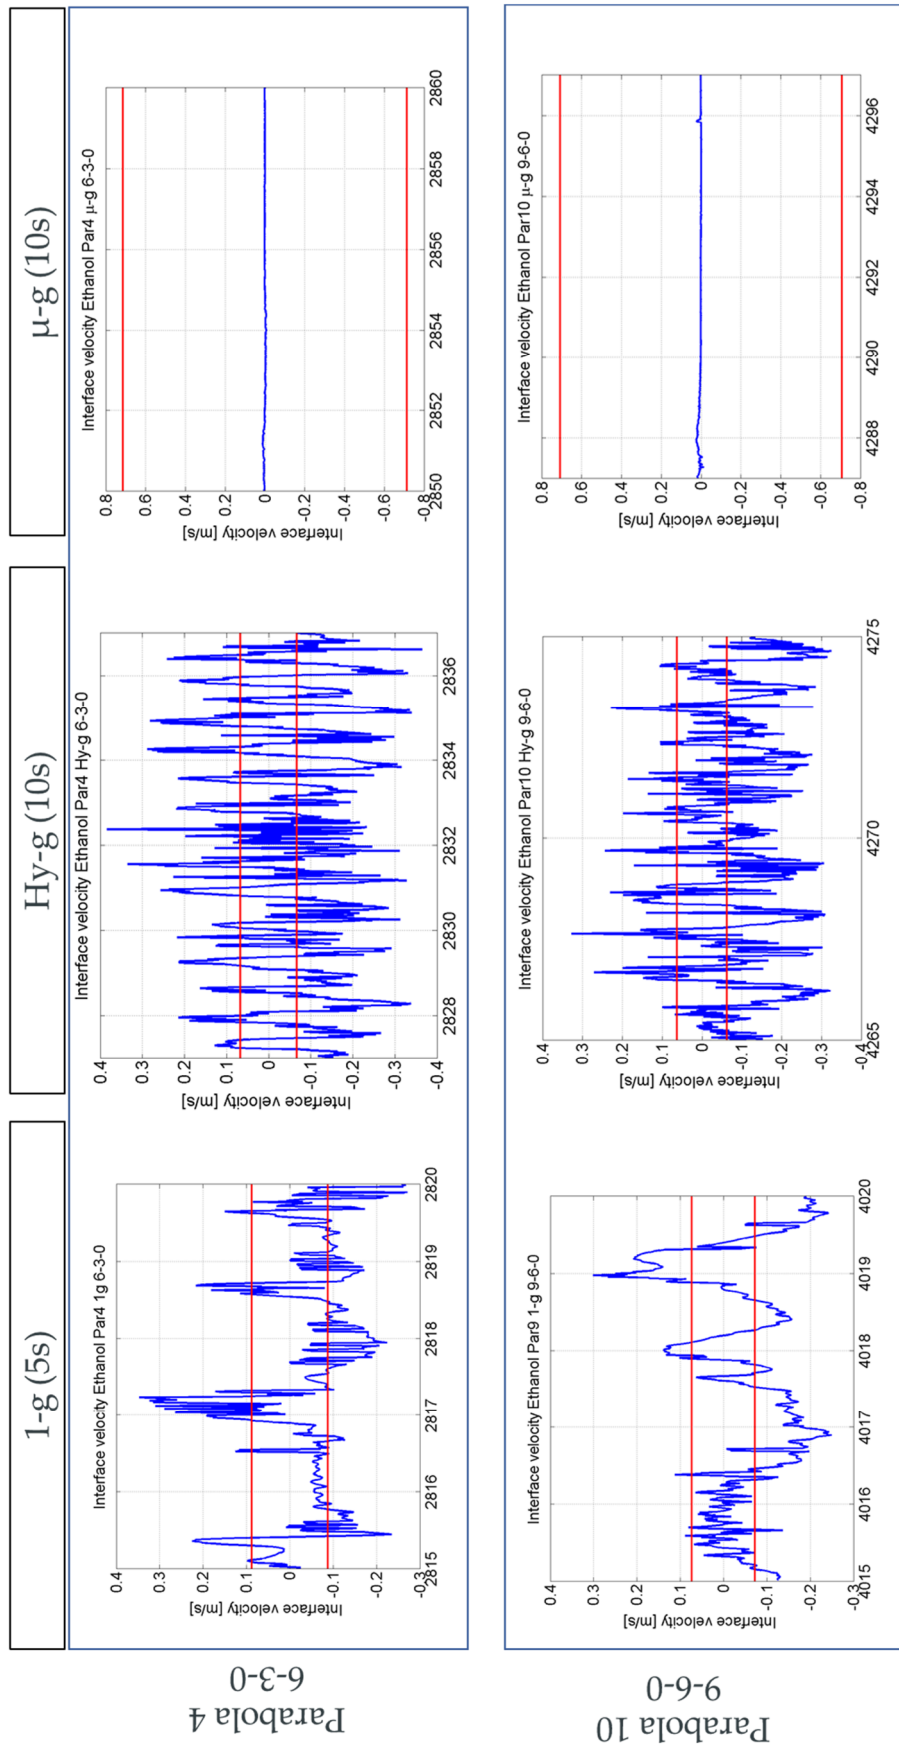 1-g (5s)
Hy-g (10s)
μ-g (10s)
Parabola 4
6-3-0
Interface velocity Ethanol Par4 1g 6-3-0
Interface velocity [m/s]
0.4
0.3
0.2
0.1
0
-0.1
-0.2
-0.3
2815 2816 2817 2818 2819 2820
Interface velocity Ethanol Par4 Hy-g 6-3-0
Interface velocity [m/s]
0.4
0.3
0.2
0.1
0
-0.1
-0.2
-0.3
-0.4
2828 2830 2832 2834 2836
Interface velocity Ethanol Par4 μ-g 6-3-0
Interface velocity [m/s]
0.8
0.6
0.4
0.2
0
-0.2
-0.4
-0.6
-0.8
2850 2852 2854 2856 2858 2860
Parabola 10
9-6-0
Interface velocity Ethanol Par9 1-g 9-6-0
Interface velocity [m/s]
0.4
0.3
0.2
0.1
0
-0.1
-0.2
-0.3
4015 4016 4017 4018 4019 4020
Interface velocity Ethanol Par10 Hy-g 9-6-0
Interface velocity [m/s]
0.4
0.3
0.2
0.1
0
-0.1
-0.2
-0.3
-0.4
4265 4270 4275
Interface velocity Ethanol Par10 μ-g 9-6-0
Interface velocity [m/s]
0.8
0.6
0.4
0.2
0
-0.2
-0.4
-0.6
-0.8
4288 4290 4292 4294 4296